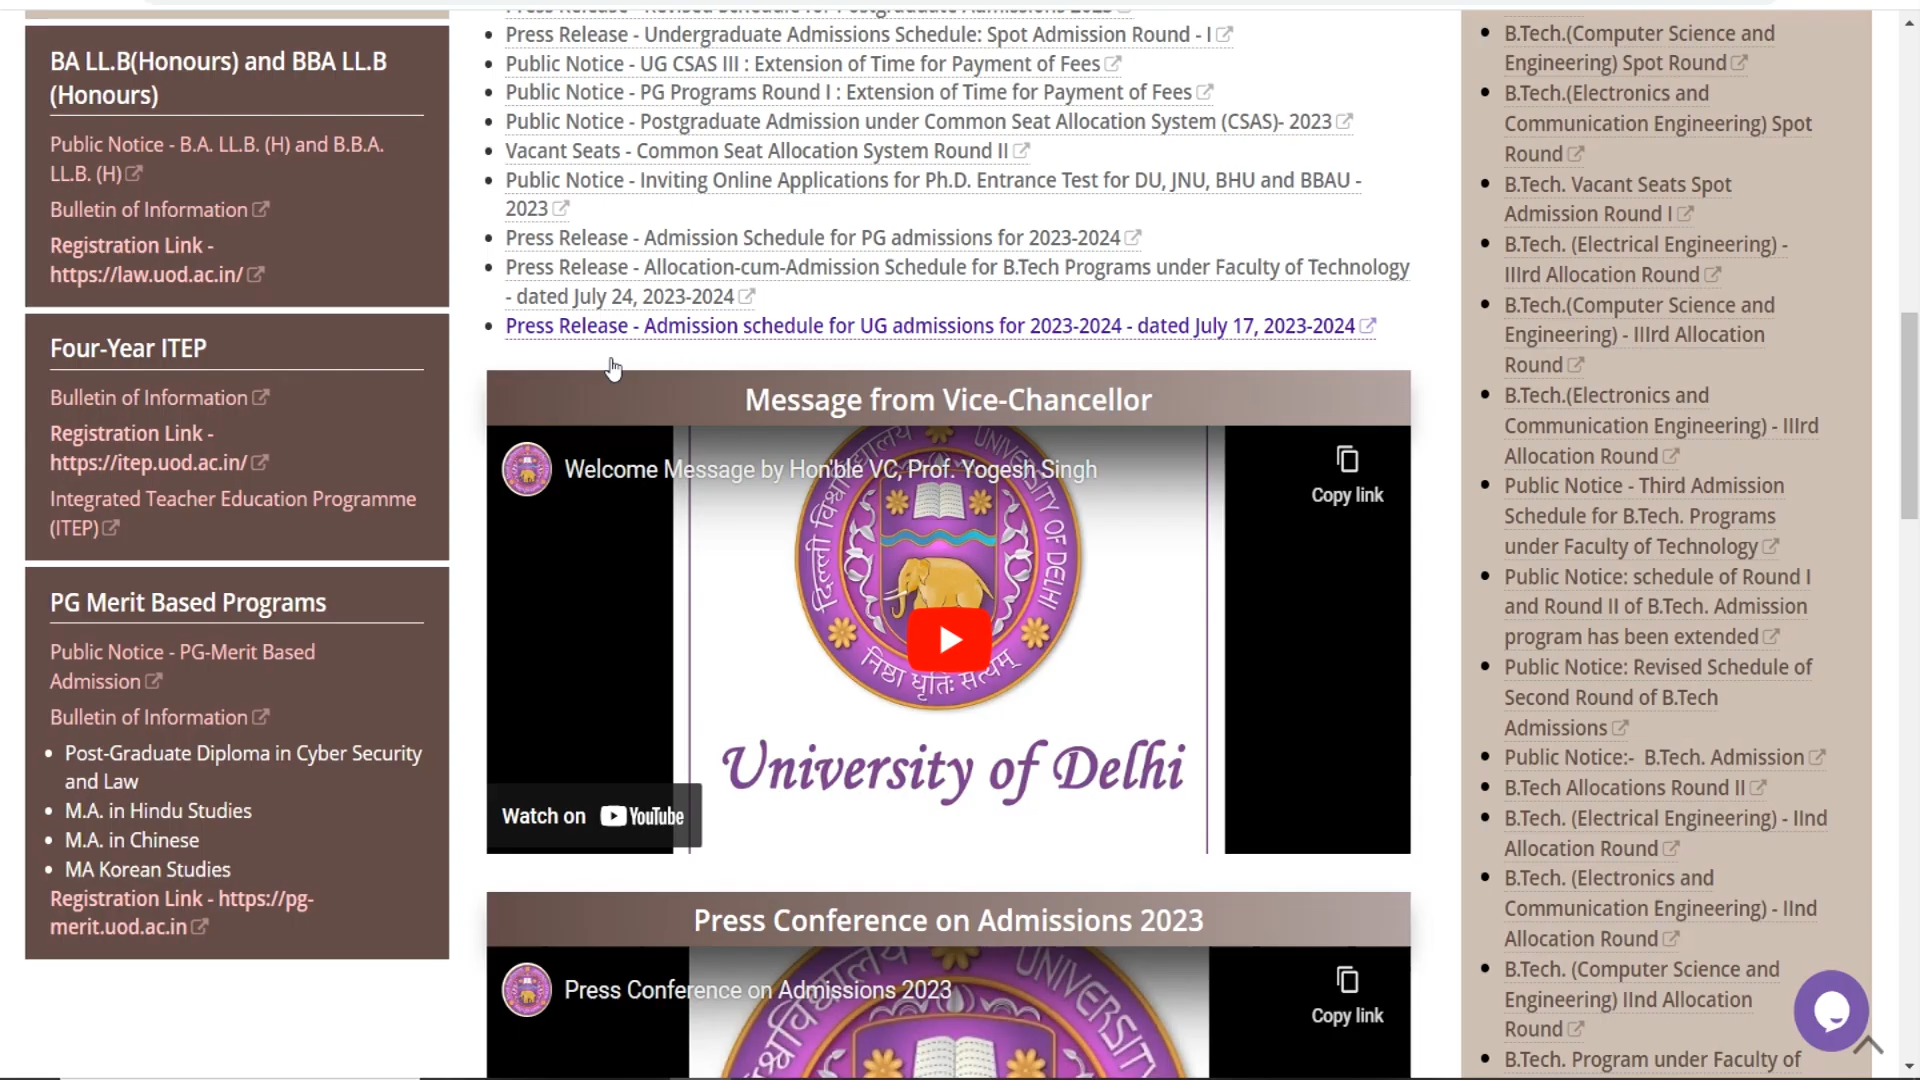 BA LL.B(Honours) and BBA LL.B
(Honours)
Public Notice - B.A. LL.B. (H) and B.B.A.
LL.B. (H)
Bulletin of Information
Registration Link -
https://law.uod.ac.in/
Four-Year ITEP
Bulletin of Information
Registration Link -
https://itep.uod.ac.in/
Integrated Teacher Education Programme
(ITEP)
PG Merit Based Programs
Public Notice - PG-Merit Based
Admission
Bulletin of Information
Post-Graduate Diploma in Cyber Security
and Law
M.A. in Hindu Studies
M.A. in Chinese
MA Korean Studies
Registration Link - https://pg-
merit.uod.ac.in
Press Release - Revised Schedule for Postgraduate Admissions 2023
Press Release - Undergraduate Admissions Schedule: Spot Admission Round - I
Public Notice - UG CSAS III : Extension of Time for Payment of Fees
Public Notice - PG Programs Round I : Extension of Time for Payment of Fees
Public Notice - Postgraduate Admission under Common Seat Allocation System (CSAS)- 2023
Vacant Seats - Common Seat Allocation System Round II
Public Notice - Inviting Online Applications for Ph.D. Entrance Test for DU, JNU, BHU and BBAU -
2023
Press Release - Admission Schedule for PG admissions for 2023-2024
Press Release - Allocation-cum-Admission Schedule for B.Tech Programs under Faculty of Technology
- dated July 24, 2023-2024
Press Release - Admission schedule for UG admissions for 2023-2024 - dated July 17, 2023-2024
Message from Vice-Chancellor
Welcome Message by Hon'ble VC, Prof. Yogesh Singh
Copy link
दिल्ली विश्वविद्यालय
UNIVERSITY OF DELHI
निष्ठा धृतिः सत्यम्
University of Delhi
Watch on YouTube
Press Conference on Admissions 2023
Press Conference on Admissions 2023
Copy link
UNIVERSITY
B.Tech.(Computer Science and
Engineering) Spot Round
B.Tech.(Electronics and
Communication Engineering) Spot
Round
B.Tech. Vacant Seats Spot
Admission Round I
B.Tech. (Electrical Engineering) -
IIIrd Allocation Round
B.Tech.(Computer Science and
Engineering) - IIIrd Allocation
Round
B.Tech.(Electronics and
Communication Engineering) - IIIrd
Allocation Round
Public Notice - Third Admission
Schedule for B.Tech. Programs
under Faculty of Technology
Public Notice: schedule of Round I
and Round II of B.Tech. Admission
program has been extended
Public Notice: Revised Schedule of
Second Round of B.Tech
Admissions
Public Notice:- B.Tech. Admission
B.Tech Allocations Round II
B.Tech. (Electrical Engineering) - IInd
Allocation Round
B.Tech. (Electronics and
Communication Engineering) - IInd
Allocation Round
B.Tech. (Computer Science and
Engineering) IInd Allocation
Round
B.Tech. Program under Faculty of